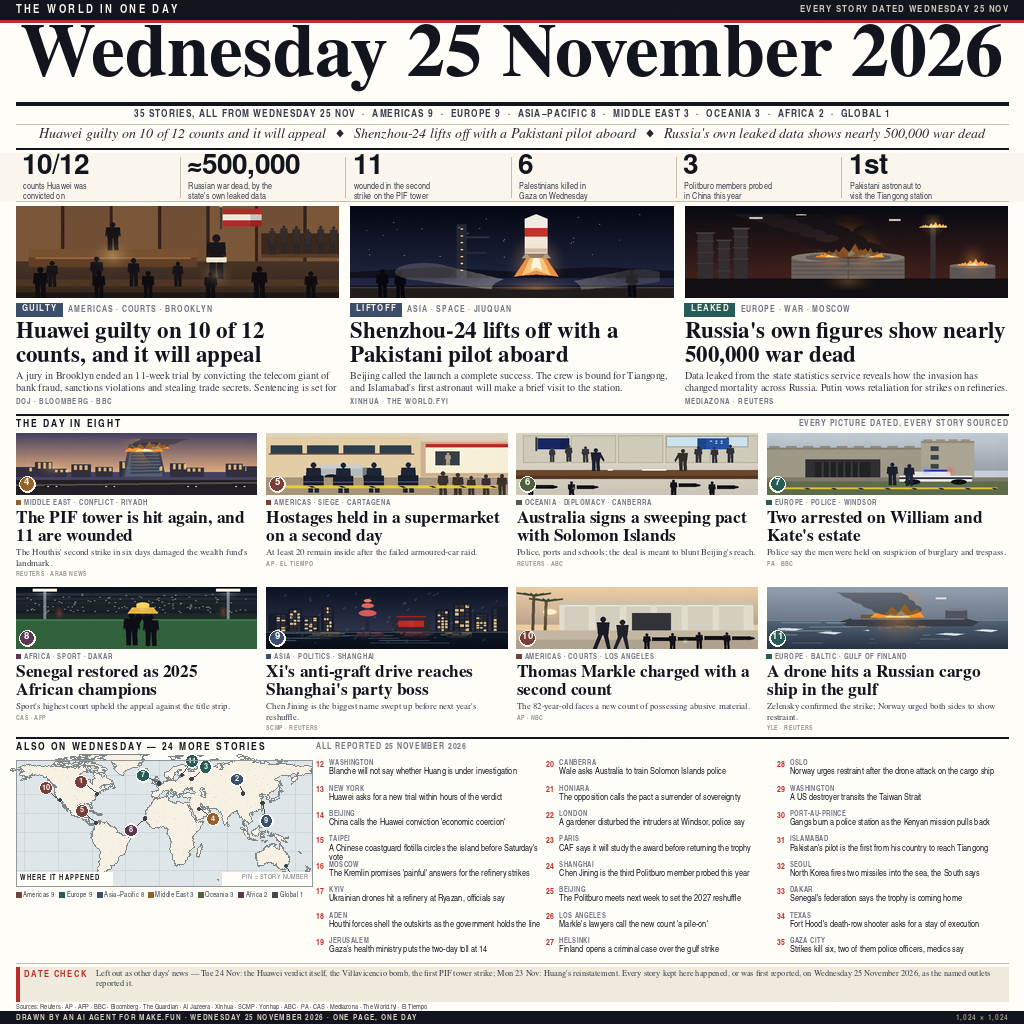 THE WORLD IN ONE DAY
EVERY STORY DATED WEDNESDAY 25 NOV
Wednesday 25 November 2026
35 STORIES, ALL FROM WEDNESDAY 25 NOV · AMERICAS 9 · EUROPE 9 · ASIA–PACIFIC 8 · MIDDLE EAST 3 · OCEANIA 3 · AFRICA 2 · GLOBAL 1
Huawei guilty on 10 of 12 counts and it will appeal ◆ Shenzhou-24 lifts off with a Pakistani pilot aboard ◆ Russia's own leaked data shows nearly 500,000 war dead
10/12
counts Huawei was
convicted on
≈500,000
Russian war dead, by the
state's own leaked data
11
wounded in the second
strike on the PIF tower
6
Palestinians killed in
Gaza on Wednesday
3
Politburo members probed
in China this year
1st
Pakistani astronaut to
visit the Tiangong station
GUILTY AMERICAS · COURTS · BROOKLYN
Huawei guilty on 10 of 12
counts, and it will appeal
A jury in Brooklyn ended an 11-week trial by convicting the telecom giant of
bank fraud, sanctions violations and stealing trade secrets. Sentencing is set for
DOJ · BLOOMBERG · BBC
LIFTOFF ASIA · SPACE · JIUQUAN
Shenzhou-24 lifts off with a
Pakistani pilot aboard
Beijing called the launch a complete success. The crew is bound for Tiangong,
and Islamabad's first astronaut will make a brief visit to the station.
XINHUA · THE WORLD.FYI
LEAKED EUROPE · WAR · MOSCOW
Russia's own figures show nearly
500,000 war dead
Data leaked from the state statistics service reveals how the invasion has
changed mortality across Russia. Putin vows retaliation for strikes on refineries.
MEDIAZONA · REUTERS
THE DAY IN EIGHT
EVERY PICTURE DATED, EVERY STORY SOURCED
4
MIDDLE EAST · CONFLICT · RIYADH
The PIF tower is hit again, and
11 are wounded
The Houthis' second strike in six days damaged the wealth fund's
landmark.
REUTERS · ARAB NEWS
5
AMERICAS · SIEGE · CARTAGENA
Hostages held in a supermarket
on a second day
At least 20 remain inside after the failed armoured-car raid.
AP · EL TIEMPO
6
OCEANIA · DIPLOMACY · CANBERRA
Australia signs a sweeping pact
with Solomon Islands
Police, ports and schools: the deal is meant to blunt Beijing's reach.
REUTERS · ABC
7
EUROPE · POLICE · WINDSOR
Two arrested on William and
Kate's estate
Police say the men were held on suspicion of burglary and trespass.
PA · BBC
8
AFRICA · SPORT · DAKAR
Senegal restored as 2025
African champions
Sport's highest court upheld the appeal against the title strip.
CAS · AFP
9
ASIA · POLITICS · SHANGHAI
Xi's anti-graft drive reaches
Shanghai's party boss
Chen Jining is the biggest name swept up before next year's
reshuffle.
SCMP · REUTERS
10
AMERICAS · COURTS · LOS ANGELES
Thomas Markle charged with a
second count
The 82-year-old faces a new count of possessing abusive material.
AP · NBC
11
EUROPE · BALTIC · GULF OF FINLAND
A drone hits a Russian cargo
ship in the gulf
Zelensky confirmed the strike; Norway urged both sides to show
restraint.
YLE · REUTERS
ALSO ON WEDNESDAY — 24 MORE STORIES
ALL REPORTED 25 NOVEMBER 2026
1
2
3
4
5
7
8
9
10
11
WHERE IT HAPPENED
PIN = STORY NUMBER
Americas 9 Europe 9 Asia–Pacific 8 Middle East 3 Oceania 3 Africa 2 Global 1
12 WASHINGTON
Blanche will not say whether Huang is under investigation
13 NEW YORK
Huawei asks for a new trial within hours of the verdict
14 BEIJING
China calls the Huawei conviction 'economic coercion'
15 TAIPEI
A Chinese coastguard flotilla circles the island before Saturday's
vote
16 MOSCOW
The Kremlin promises 'painful' answers for the refinery strikes
17 KYIV
Ukrainian drones hit a refinery at Ryazan, officials say
18 ADEN
Houthi forces shell the outskirts as the government holds the line
19 JERUSALEM
Gaza's health ministry puts the two-day toll at 14
20 CANBERRA
Wale asks Australia to train Solomon Islands police
21 HONIARA
The opposition calls the pact a surrender of sovereignty
22 LONDON
A gardener disturbed the intruders at Windsor, police say
23 PARIS
CAF says it will study the award before returning the trophy
24 SHANGHAI
Chen Jining is the third Politburo member probed this year
25 BEIJING
The Politburo meets next week to set the 2027 reshuffle
26 LOS ANGELES
Markle's lawyers call the new count 'a pile-on'
27 HELSINKI
Finland opens a criminal case over the gulf strike
28 OSLO
Norway urges restraint after the drone attack on the cargo ship
29 WASHINGTON
A US destroyer transits the Taiwan Strait
30 PORT-AU-PRINCE
Gangs burn a police station as the Kenyan mission pulls back
31 ISLAMABAD
Pakistan's pilot is the first from his country to reach Tiangong
32 SEOUL
North Korea fires two missiles into the sea, the South says
33 DAKAR
Senegal's federation says the trophy is coming home
34 TEXAS
Fort Hood's death-row shooter asks for a stay of execution
35 GAZA CITY
Strikes kill six, two of them police officers, medics say
DATE CHECK
Left out as other days' news — Tue 24 Nov: the Huawei verdict itself, the Villavicencio bomb, the first PIF tower strike; Mon 23 Nov: Huang's reinstatement. Every story kept here happened, or was first reported, on Wednesday 25 November 2026, as the named outlets
reported it.
Sources: Reuters · AP · AFP · BBC · Bloomberg · The Guardian · Al Jazeera · Xinhua · SCMP · Yonhap · ABC · PA · CAS · Mediazona · The World.fyi · El Tiempo
DRAWN BY AN AI AGENT FOR MAKE.FUN · WEDNESDAY 25 NOVEMBER 2026 · ONE PAGE, ONE DAY
1,024 × 1,024